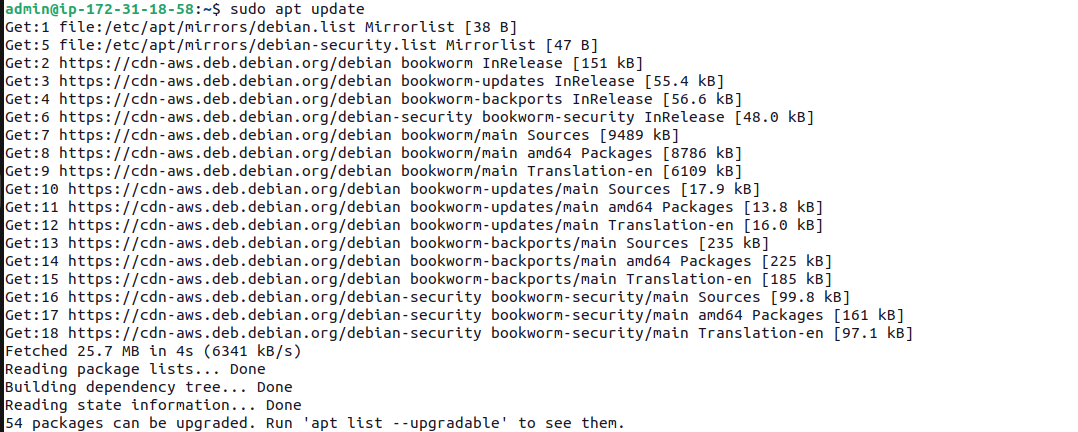 admin@ip-172-31-18-58:~$ sudo apt update
Get:1 file:/etc/apt/mirrors/debian.list Mirrorlist [38 B]
Get:5 file:/etc/apt/mirrors/debian-security.list Mirrorlist [47 B]
Get:2 https://cdn-aws.deb.debian.org/debian bookworm InRelease [151 kB]
Get:3 https://cdn-aws.deb.debian.org/debian bookworm-updates InRelease [55.4 kB]
Get:4 https://cdn-aws.deb.debian.org/debian bookworm-backports InRelease [56.6 kB]
Get:6 https://cdn-aws.deb.debian.org/debian-security bookworm-security InRelease [48.0 kB]
Get:7 https://cdn-aws.deb.debian.org/debian bookworm/main Sources [9489 kB]
Get:8 https://cdn-aws.deb.debian.org/debian bookworm/main amd64 Packages [8786 kB]
Get:9 https://cdn-aws.deb.debian.org/debian bookworm/main Translation-en [6109 kB]
Get:10 https://cdn-aws.deb.debian.org/debian bookworm-updates/main Sources [17.9 kB]
Get:11 https://cdn-aws.deb.debian.org/debian bookworm-updates/main amd64 Packages [13.8 kB]
Get:12 https://cdn-aws.deb.debian.org/debian bookworm-updates/main Translation-en [16.0 kB]
Get:13 https://cdn-aws.deb.debian.org/debian bookworm-backports/main Sources [235 kB]
Get:14 https://cdn-aws.deb.debian.org/debian bookworm-backports/main amd64 Packages [225 kB]
Get:15 https://cdn-aws.deb.debian.org/debian bookworm-backports/main Translation-en [185 kB]
Get:16 https://cdn-aws.deb.debian.org/debian-security bookworm-security/main Sources [99.8 kB]
Get:17 https://cdn-aws.deb.debian.org/debian-security bookworm-security/main amd64 Packages [161 kB]
Get:18 https://cdn-aws.deb.debian.org/debian-security bookworm-security/main Translation-en [97.1 kB]
Fetched 25.7 MB in 4s (6341 kB/s)
Reading package lists... Done
Building dependency tree... Done
Reading state information... Done
54 packages can be upgraded. Run 'apt list --upgradable' to see them.